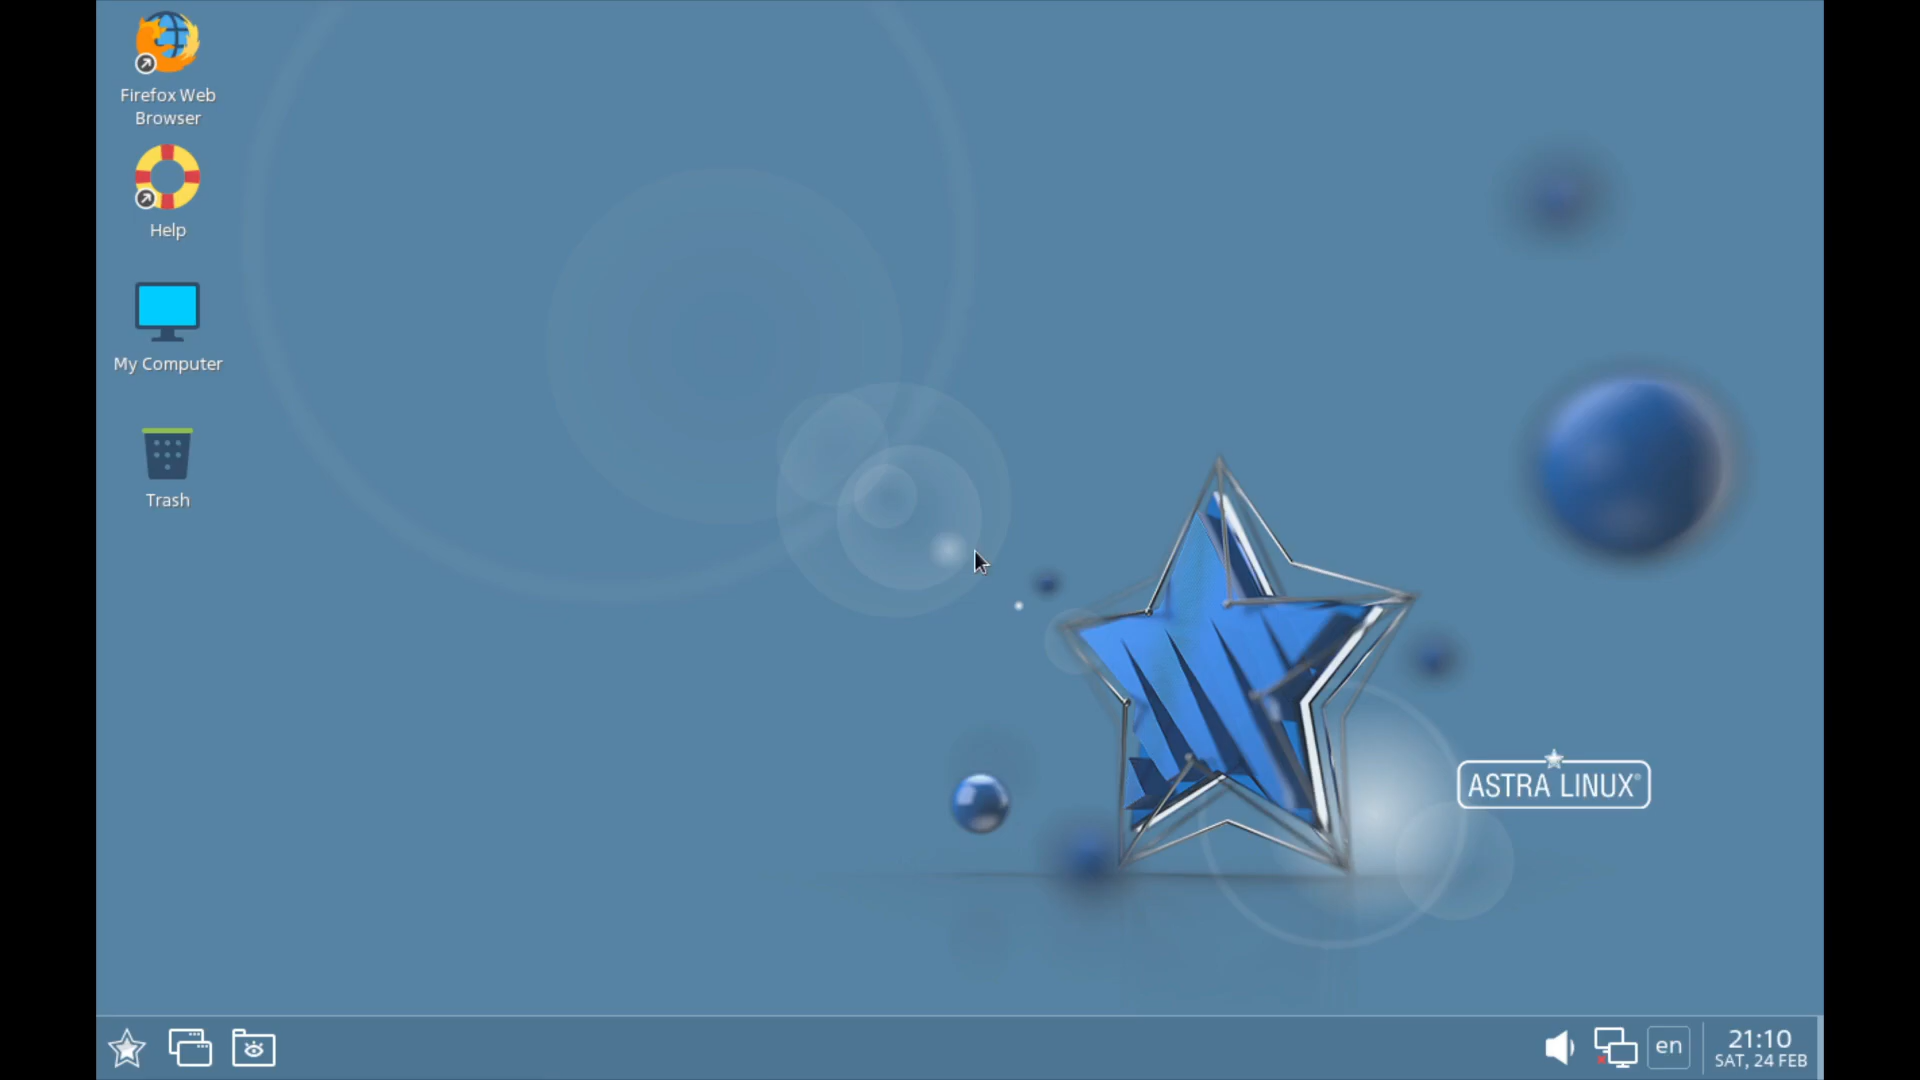 Firefox Web
Browser
Help
My Computer
Trash
ASTRA LINUX®
en
21:10
SAT, 24 FEB